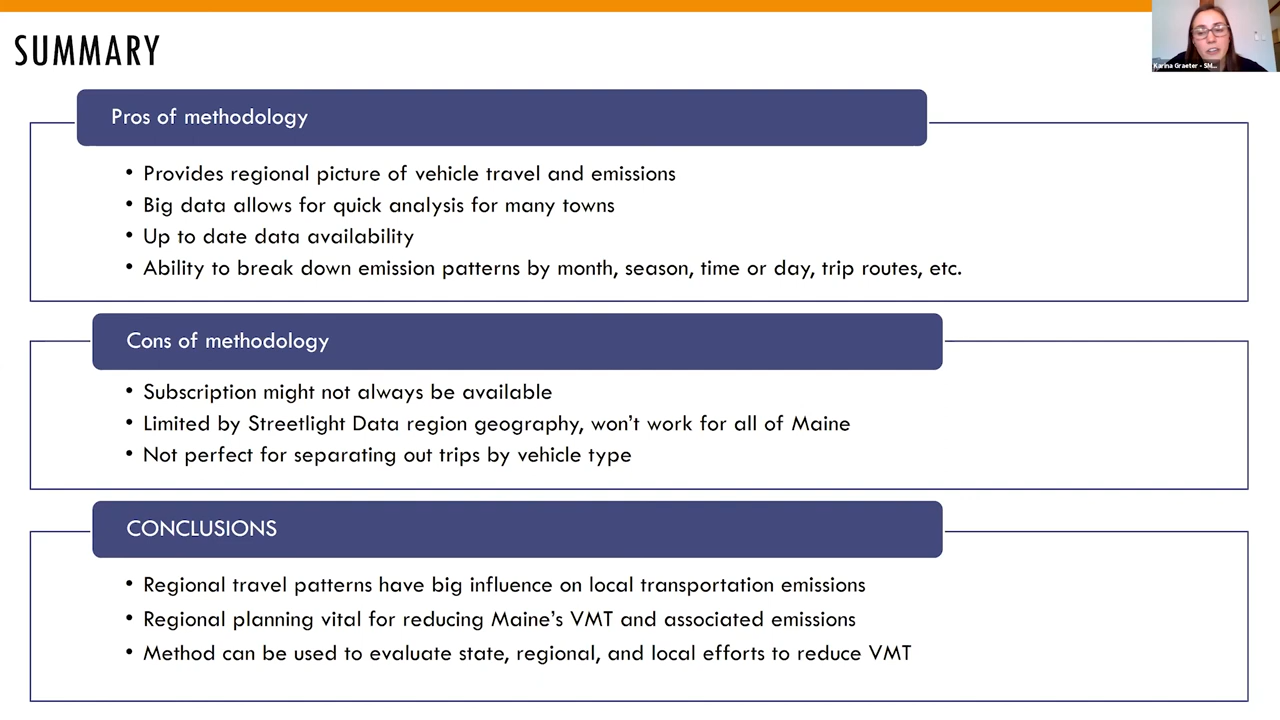 SUMMARY
Karina Graeter - SM...
Pros of methodology
• Provides regional picture of vehicle travel and emissions
• Big data allows for quick analysis for many towns
• Up to date data availability
• Ability to break down emission patterns by month, season, time or day, trip routes, etc.
Cons of methodology
• Subscription might not always be available
• Limited by Streetlight Data region geography, won't work for all of Maine
• Not perfect for separating out trips by vehicle type
CONCLUSIONS
• Regional travel patterns have big influence on local transportation emissions
• Regional planning vital for reducing Maine's VMT and associated emissions
• Method can be used to evaluate state, regional, and local efforts to reduce VMT